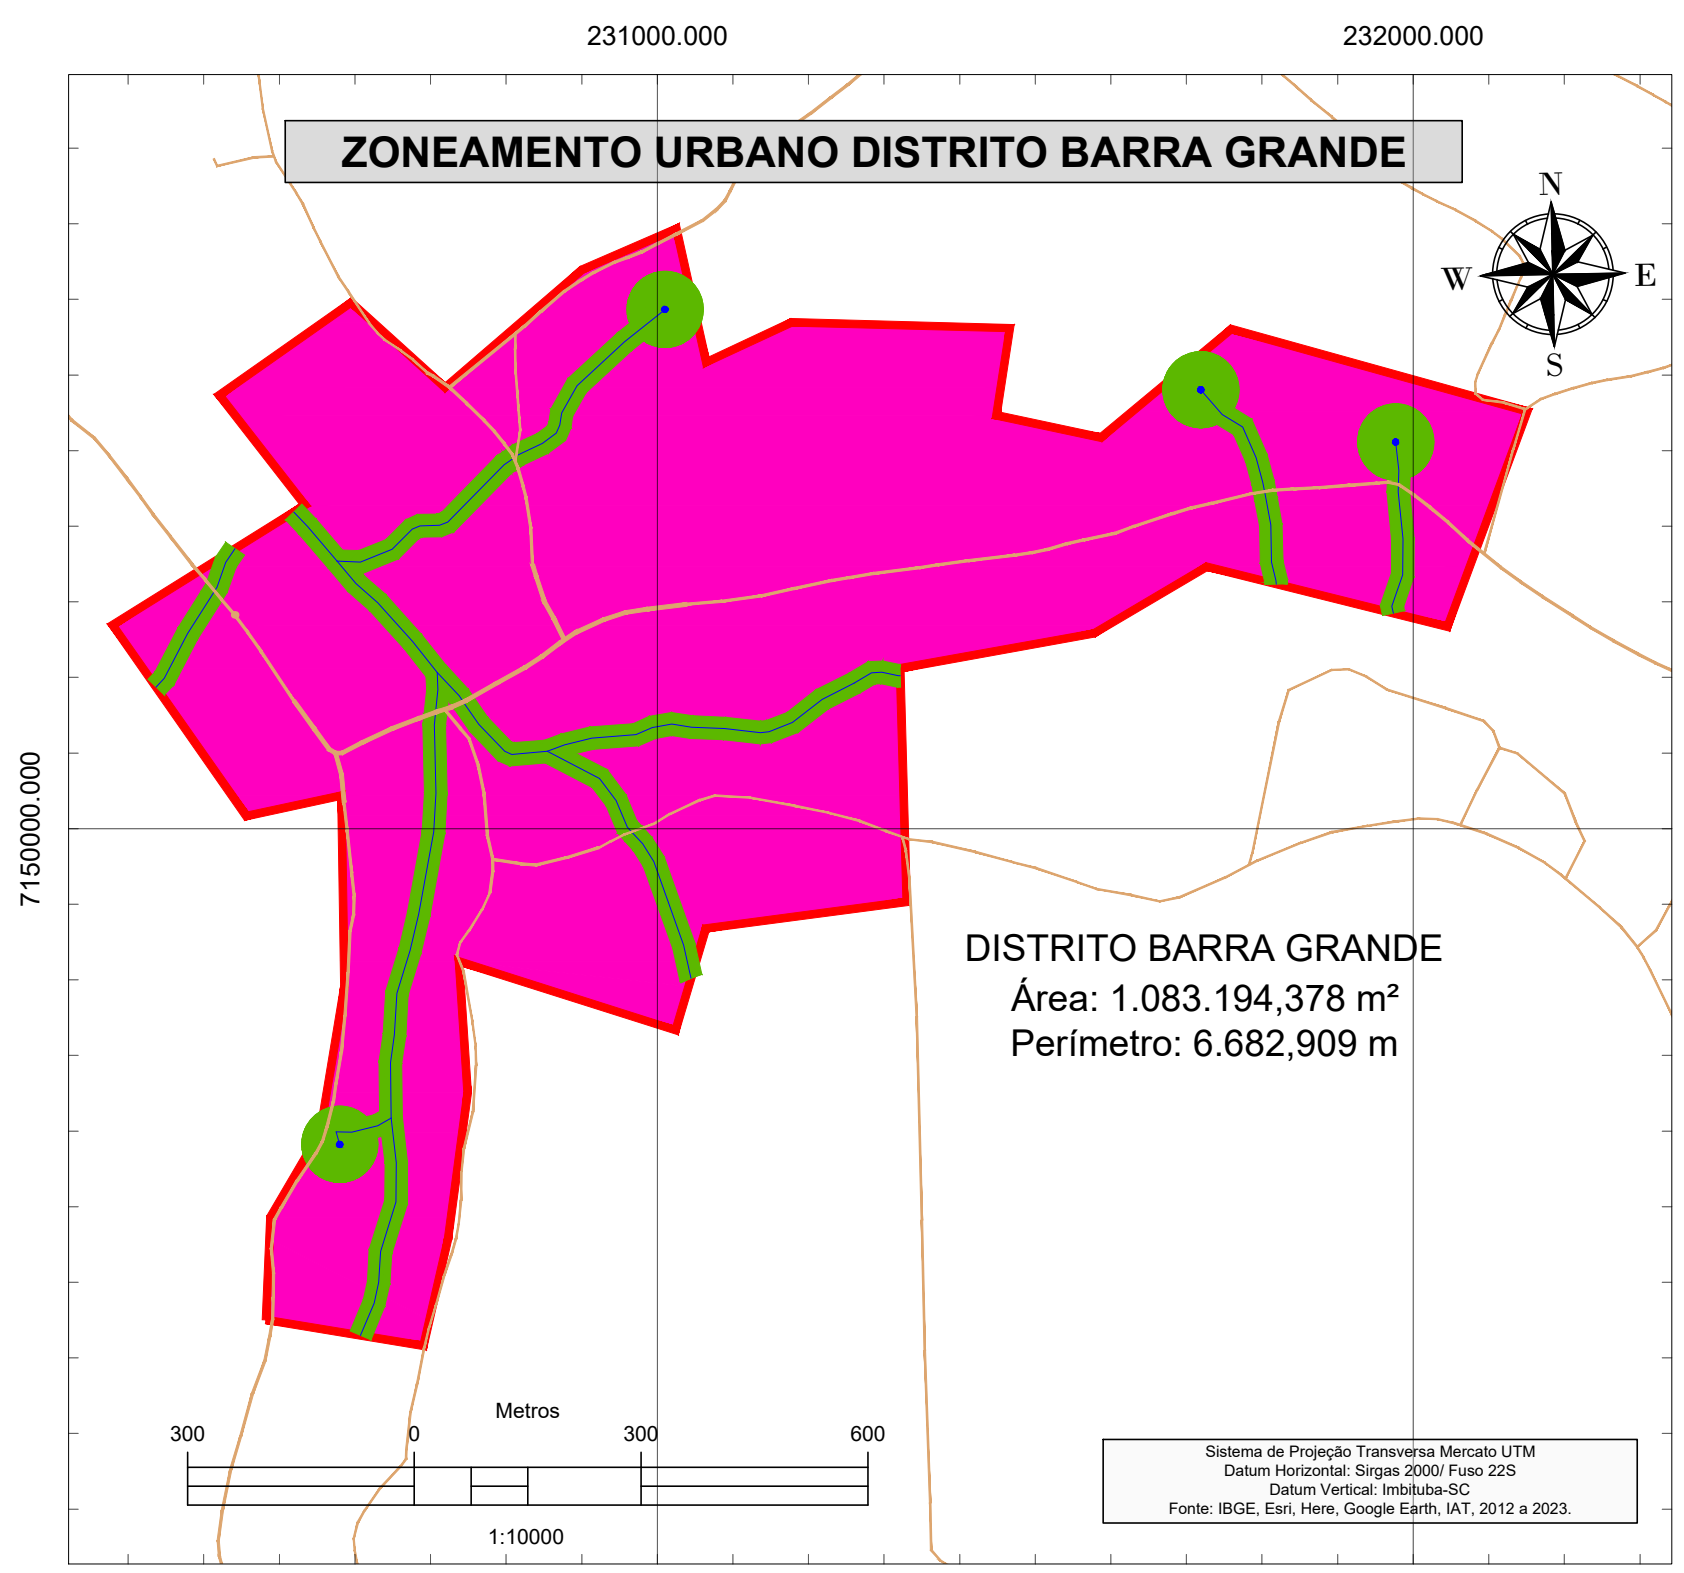 231000.000
232000.000
ZONEAMENTO URBANO DISTRITO BARRA GRANDE
N
W
E
S
7150000.000
DISTRITO BARRA GRANDE
Área: 1.083.194,378 m²
Perímetro: 6.682,909 m
Metros
300
0
300
600
1:10000
Sistema de Projeção Transversa Mercato UTM
Datum Horizontal: Sirgas 2000/ Fuso 22S
Datum Vertical: Imbituba-SC
Fonte: IBGE, Esri, Here, Google Earth, IAT, 2012 a 2023.